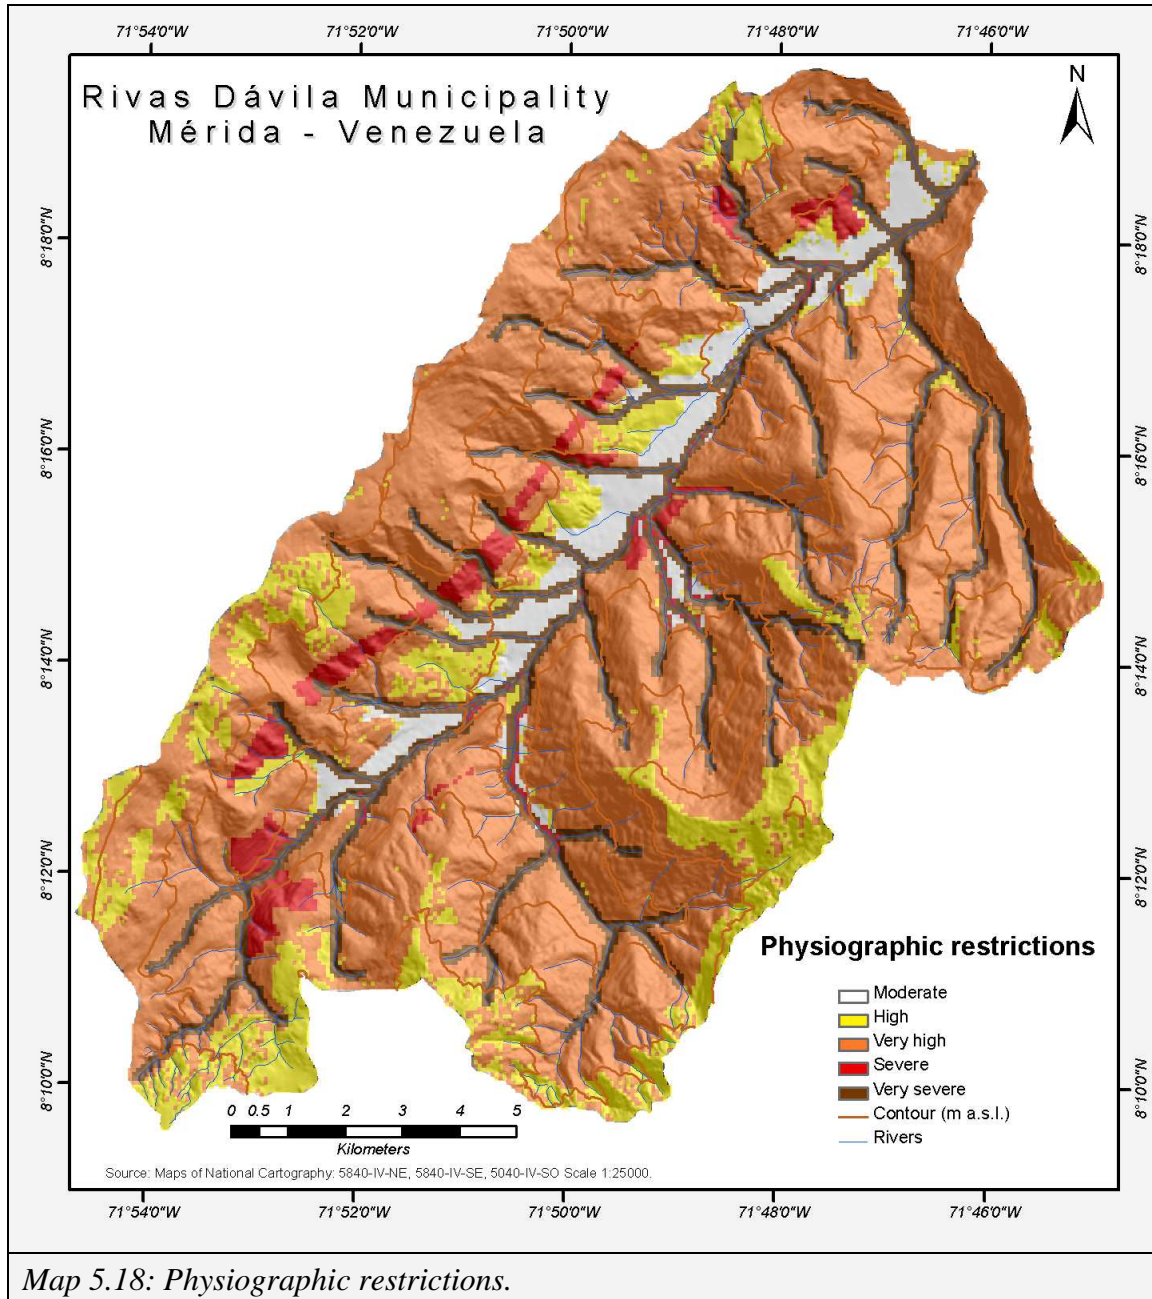 71°54'0"W 71°52'0"W 71°50'0"W 71°48'0"W 71°46'0"W
Rivas Dávila Municipality
Mérida - Venezuela
N
8°18'0"N 8°18'0"N
8°16'0"N 8°16'0"N
8°14'0"N 8°14'0"N
8°12'0"N 8°12'0"N
Physiographic restrictions
Moderate
High
Very high
Severe
Very severe
Contour (m a.s.l.)
Rivers
8°10'0"N 8°10'0"N
0 0.5 1 2 3 4 5
Kilometers
Source: Maps of National Cartography: 5840-IV-NE, 5840-IV-SE, 5040-IV-SO Scale 1:25000.
71°54'0"W 71°52'0"W 71°50'0"W 71°48'0"W 71°46'0"W
Map 5.18: Physiographic restrictions.